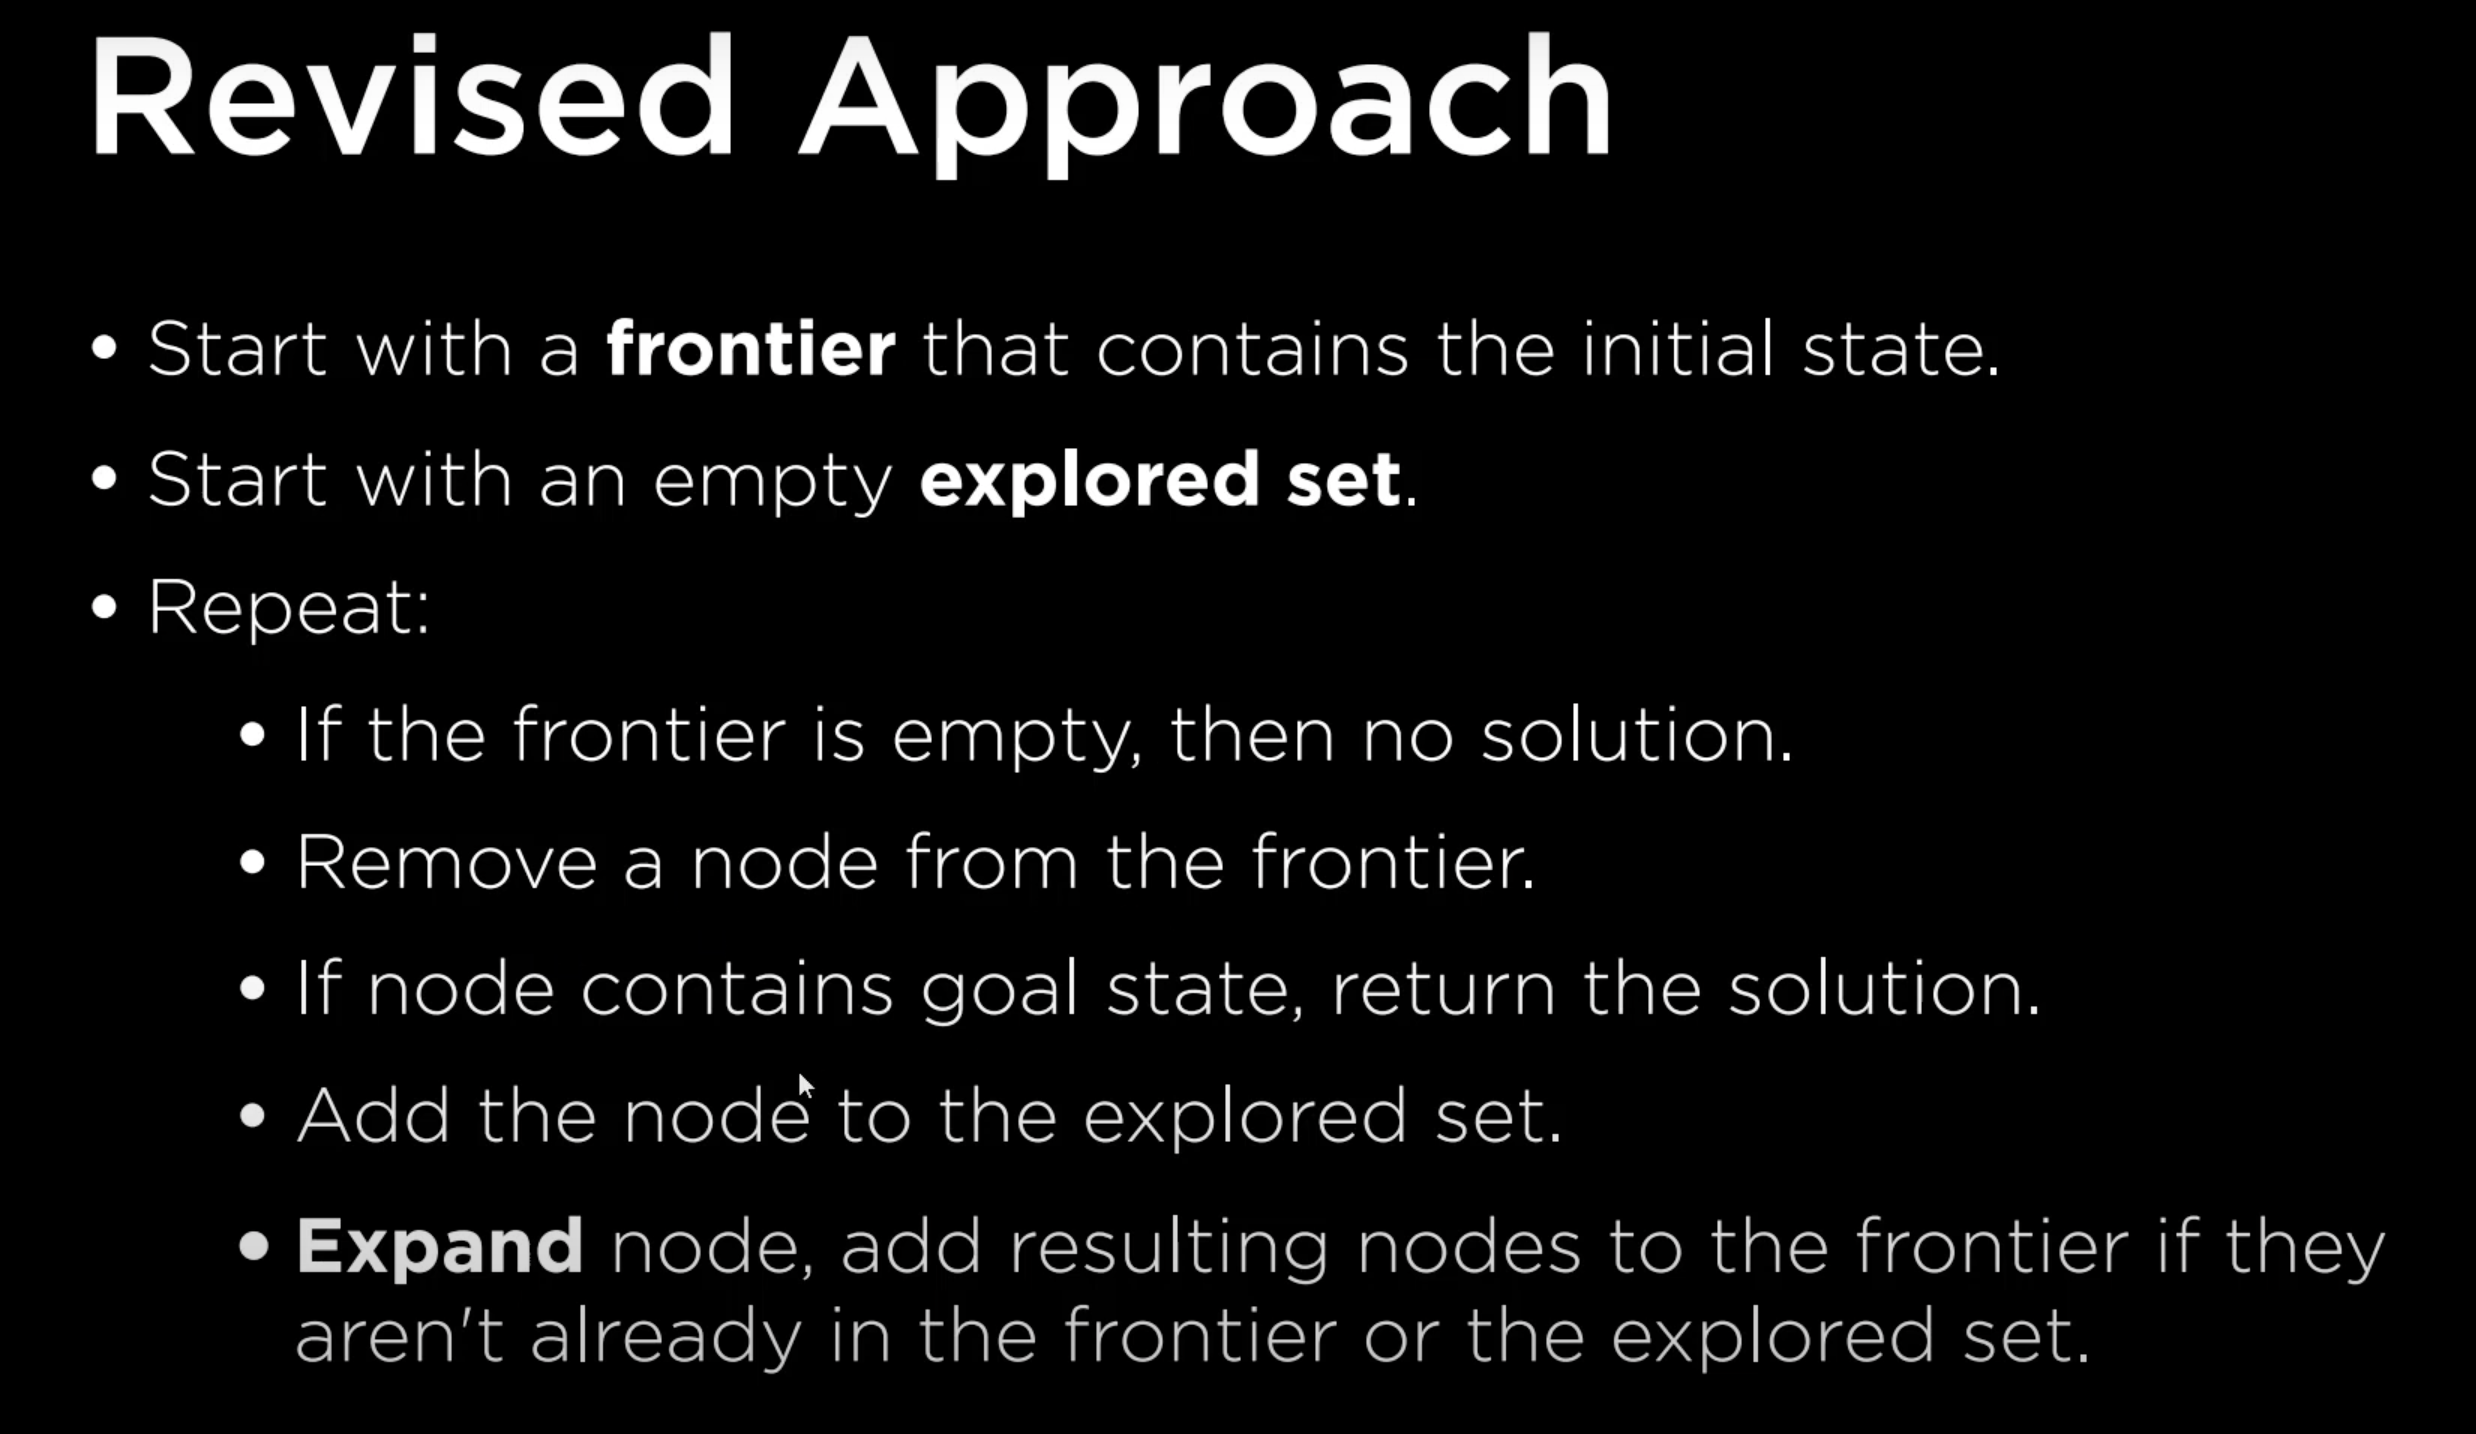 Revised Approach
• Start with a frontier that contains the initial state.
• Start with an empty explored set.
• Repeat:
• If the frontier is empty, then no solution.
• Remove a node from the frontier.
• If node contains goal state, return the solution.
• Add the node to the explored set.
• Expand node, add resulting nodes to the frontier if they
aren't already in the frontier or the explored set.